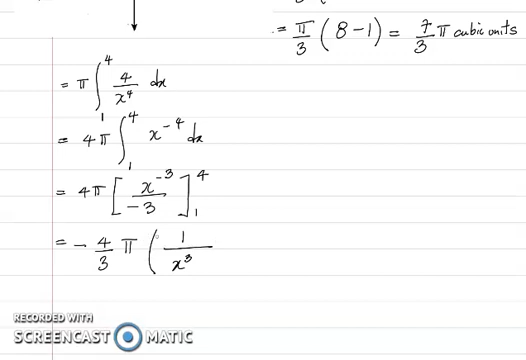 = π/3 (8 - 1) = 7/3 π cubic units
= π ∫₁⁴ 4/x⁴ dx
= 4π ∫₁⁴ x⁻⁴ dx
= 4π [x⁻³/-3]₁⁴
= - 4/3 π (1/x³
RECORDED WITH
SCREENCAST MATIC